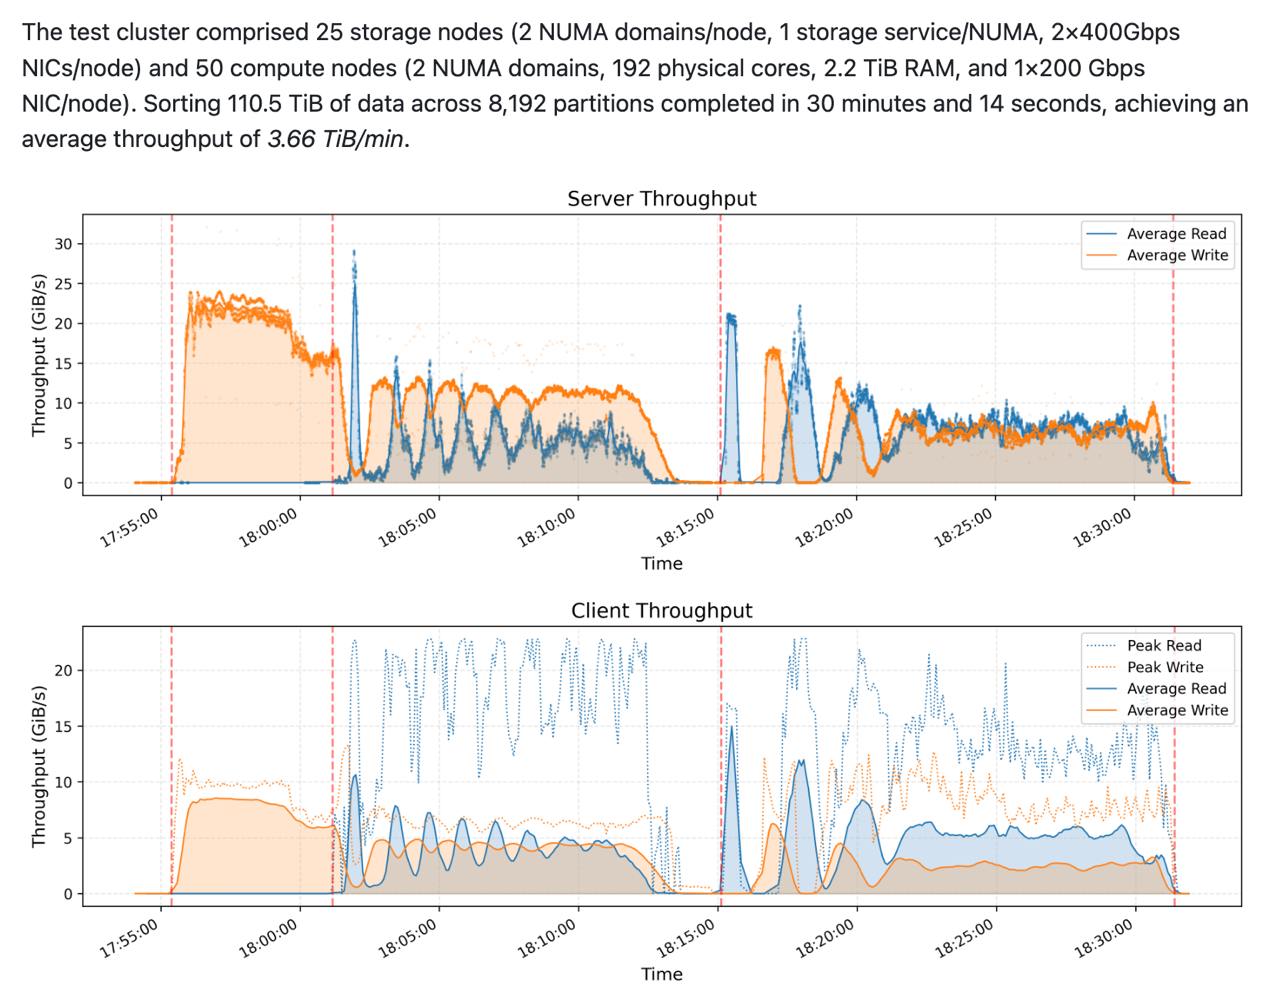 The test cluster comprised 25 storage nodes (2 NUMA domains/node, 1 storage service/NUMA, 2×400Gbps
NICs/node) and 50 compute nodes (2 NUMA domains, 192 physical cores, 2.2 TiB RAM, and 1×200 Gbps
NIC/node). Sorting 110.5 TiB of data across 8,192 partitions completed in 30 minutes and 14 seconds, achieving an
average throughput of 3.66 TiB/min.
Server Throughput
Throughput (GiB/s)
30
25
20
15
10
5
0
Average Read
Average Write
17:55:00
18:00:00
18:05:00
18:10:00
18:15:00
18:20:00
18:25:00
18:30:00
Time
Client Throughput
Throughput (GiB/s)
20
15
10
5
0
Peak Read
Peak Write
Average Read
Average Write
17:55:00
18:00:00
18:05:00
18:10:00
18:15:00
18:20:00
18:25:00
18:30:00
Time